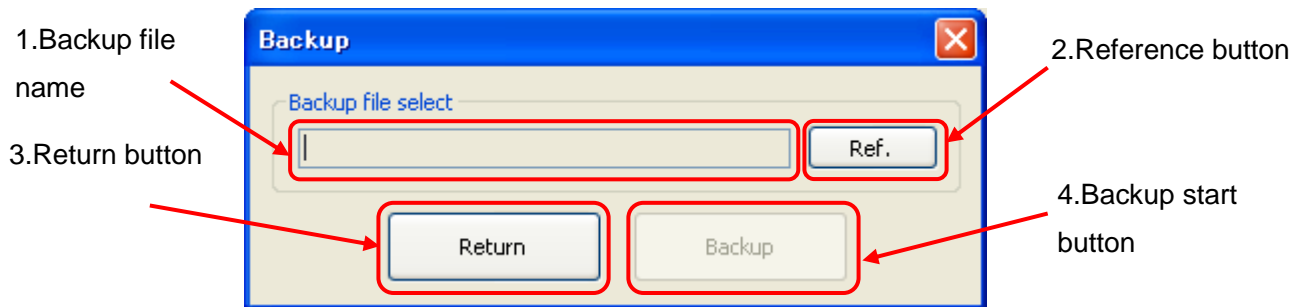 1.Backup file
name
3.Return button
Backup
Backup file select
Ref.
Return
Backup
2.Reference button
4.Backup start
button